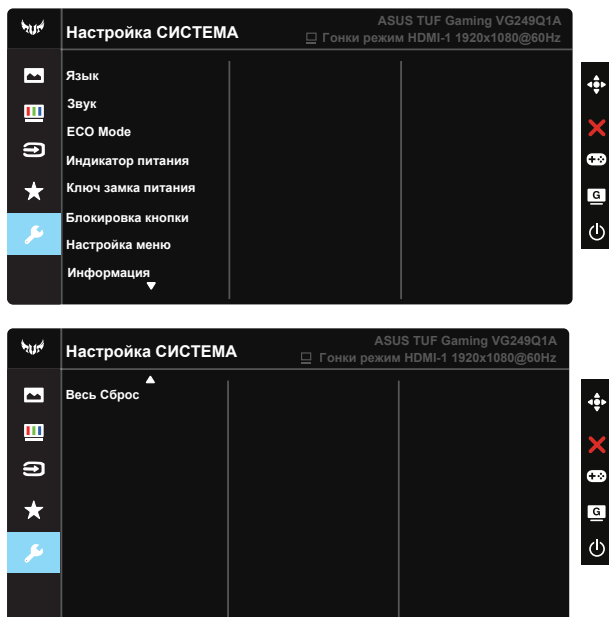 ASUS TUF Gaming VG249Q1A
Настройка СИСТЕМА
Гонки режим HDMI-1 1920x1080@60Hz
Язык
Звук
ECO Mode
Индикатор питания
Ключ замка питания
Блокировка кнопки
Настройка меню
Информация
G
ASUS TUF Gaming VG249Q1A
Настройка СИСТЕМА
Гонки режим HDMI-1 1920x1080@60Hz
Весь Сброс
G